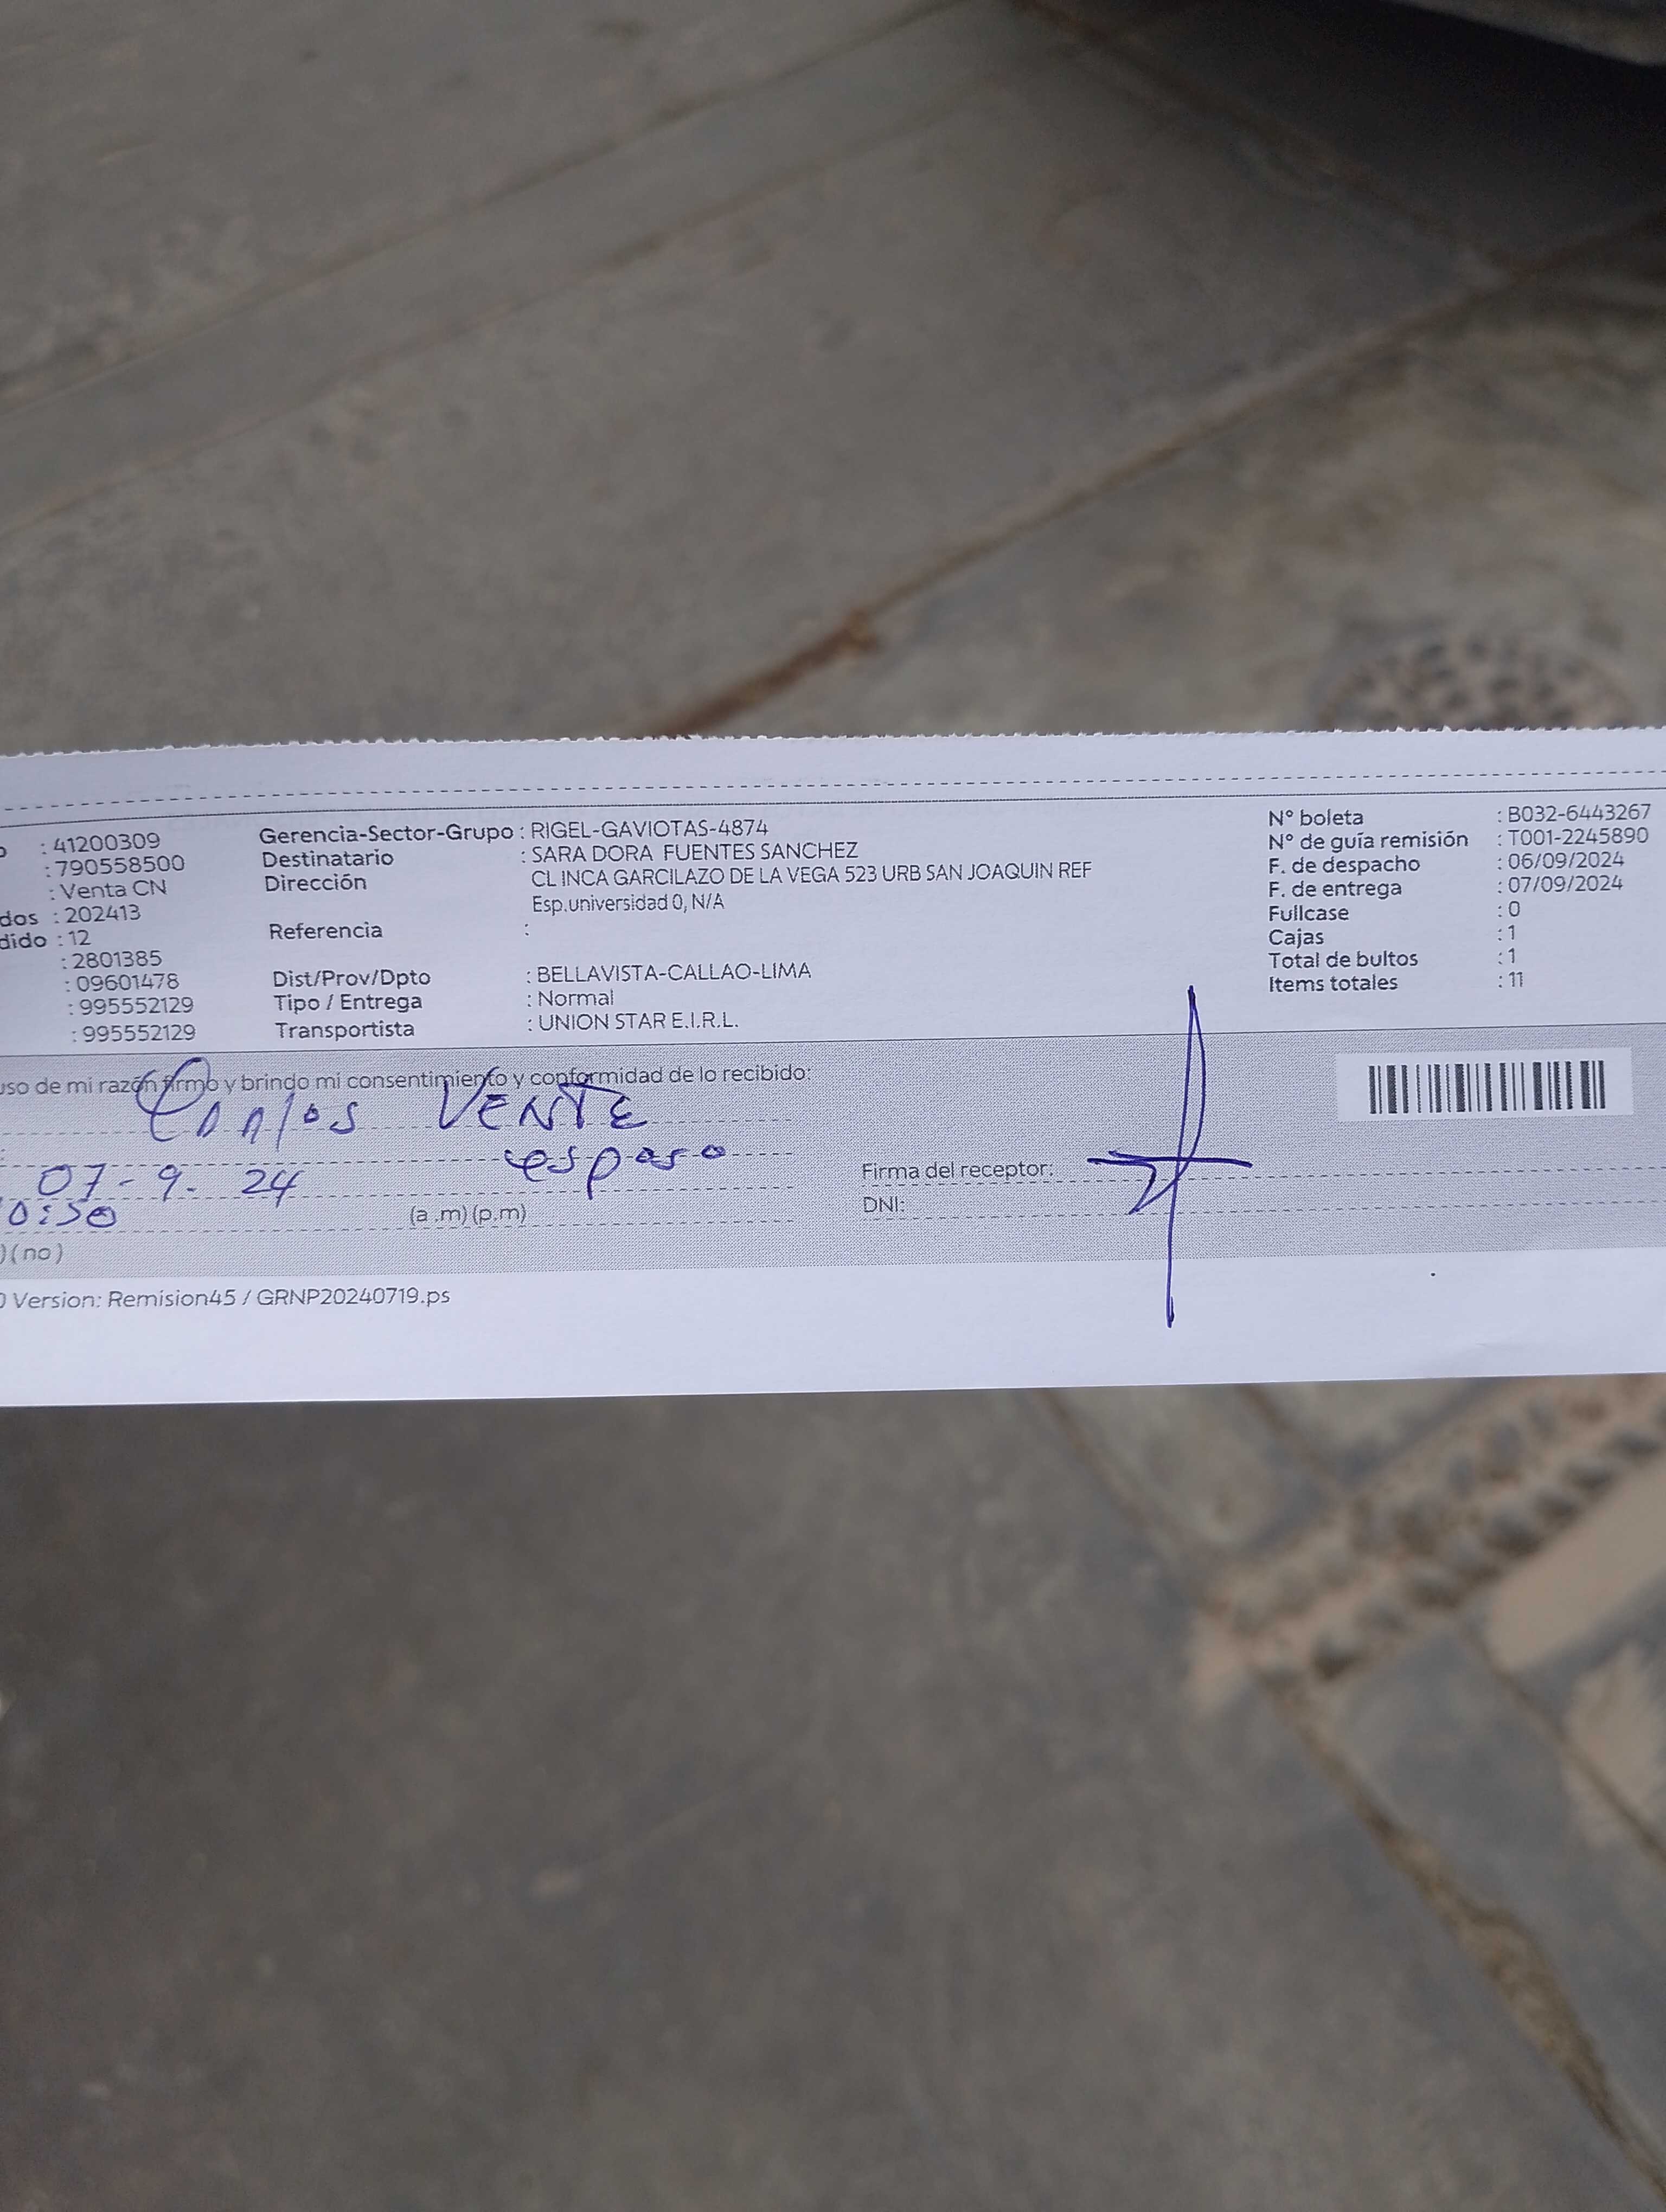 : 41200309
: 790558500
: Venta CN
dos : 202413
dido : 12
: 2801385
: 09601478
: 995552129
: 995552129
Gerencia-Sector-Grupo : RIGEL-GAVIOTAS-4874
Destinatario : SARA DORA FUENTES SANCHEZ
Dirección CL INCA GARCILAZO DE LA VEGA 523 URB SAN JOAQUIN REF
Esp.universidad 0, N/A
Referencia :
Dist/Prov/Dpto : BELLAVISTA-CALLAO-LIMA
Tipo / Entrega : Normal
Transportista : UNION STAR E.I.R.L.
N° boleta : B032-6443267
N° de guía remisión : T001-2245890
F. de despacho : 06/09/2024
F. de entrega : 07/09/2024
Fullcase : 0
Cajas : 1
Total de bultos : 1
Items totales : 11
uso de mi razón firmo y brindo mi consentimiento y conformidad de lo recibido:
VENTE
esposo
07-9. 24
(a .m) (p.m)
)(no)
Firma del receptor:
DNI:
Version: Remision45 / GRNP20240719.ps